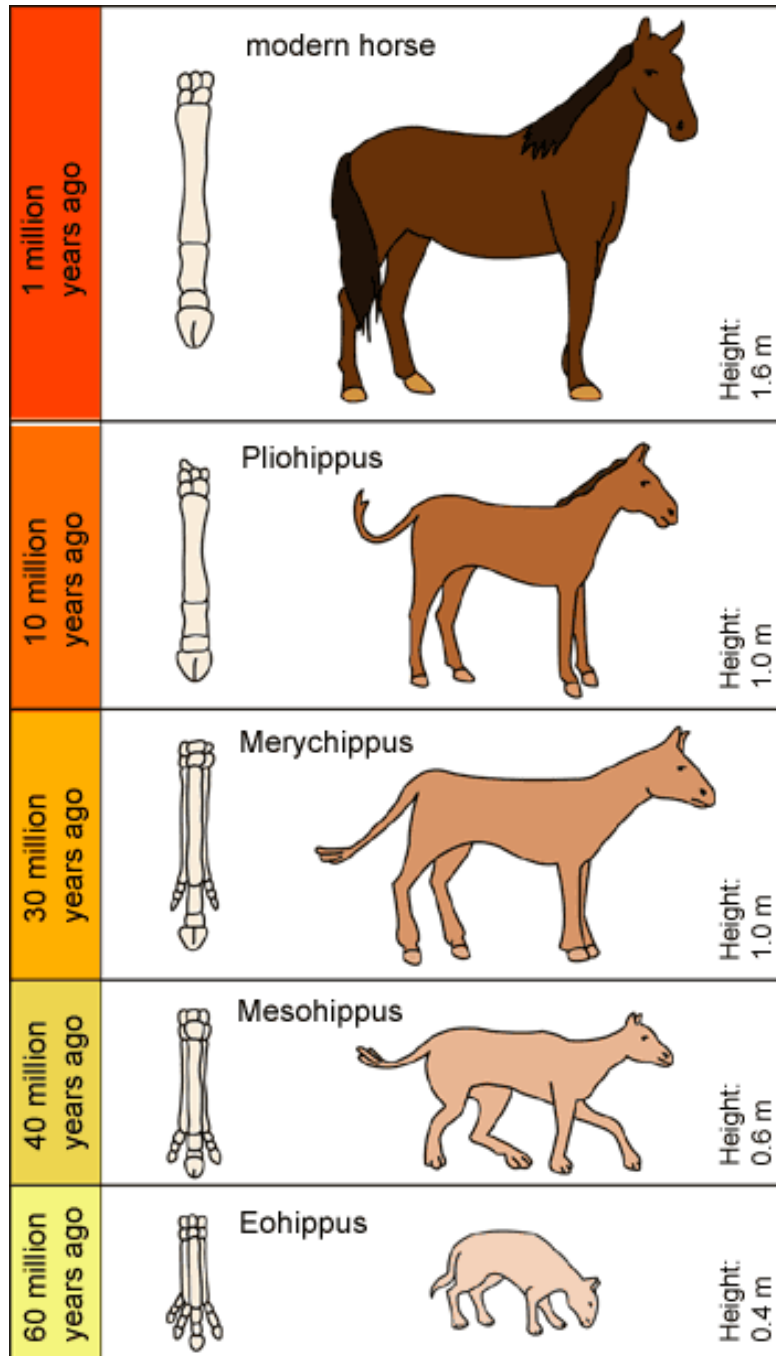 modern horse
1 million
years ago
Height:
1.6 m
Pliohippus
10 million
years ago
Height:
1.0 m
Merychippus
30 million
years ago
Height:
1.0 m
Mesohippus
40 million
years ago
Height:
0.6 m
Eohippus
60 million
years ago
Height:
0.4 m